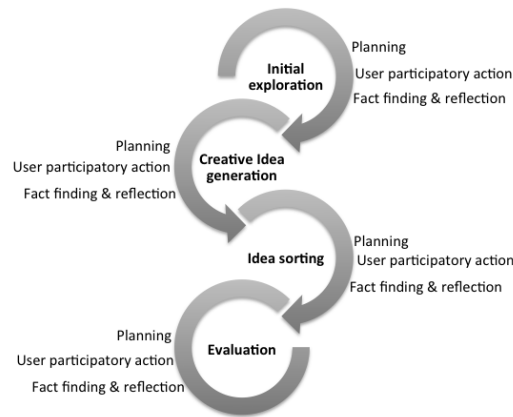 Initial
exploration
Planning
User participatory action
Fact finding & reflection
Creative Idea
generation
Planning
User participatory action
Fact finding & reflection
Idea sorting
Planning
User participatory action
Fact finding & reflection
Evaluation
Planning
User participatory action
Fact finding & reflection